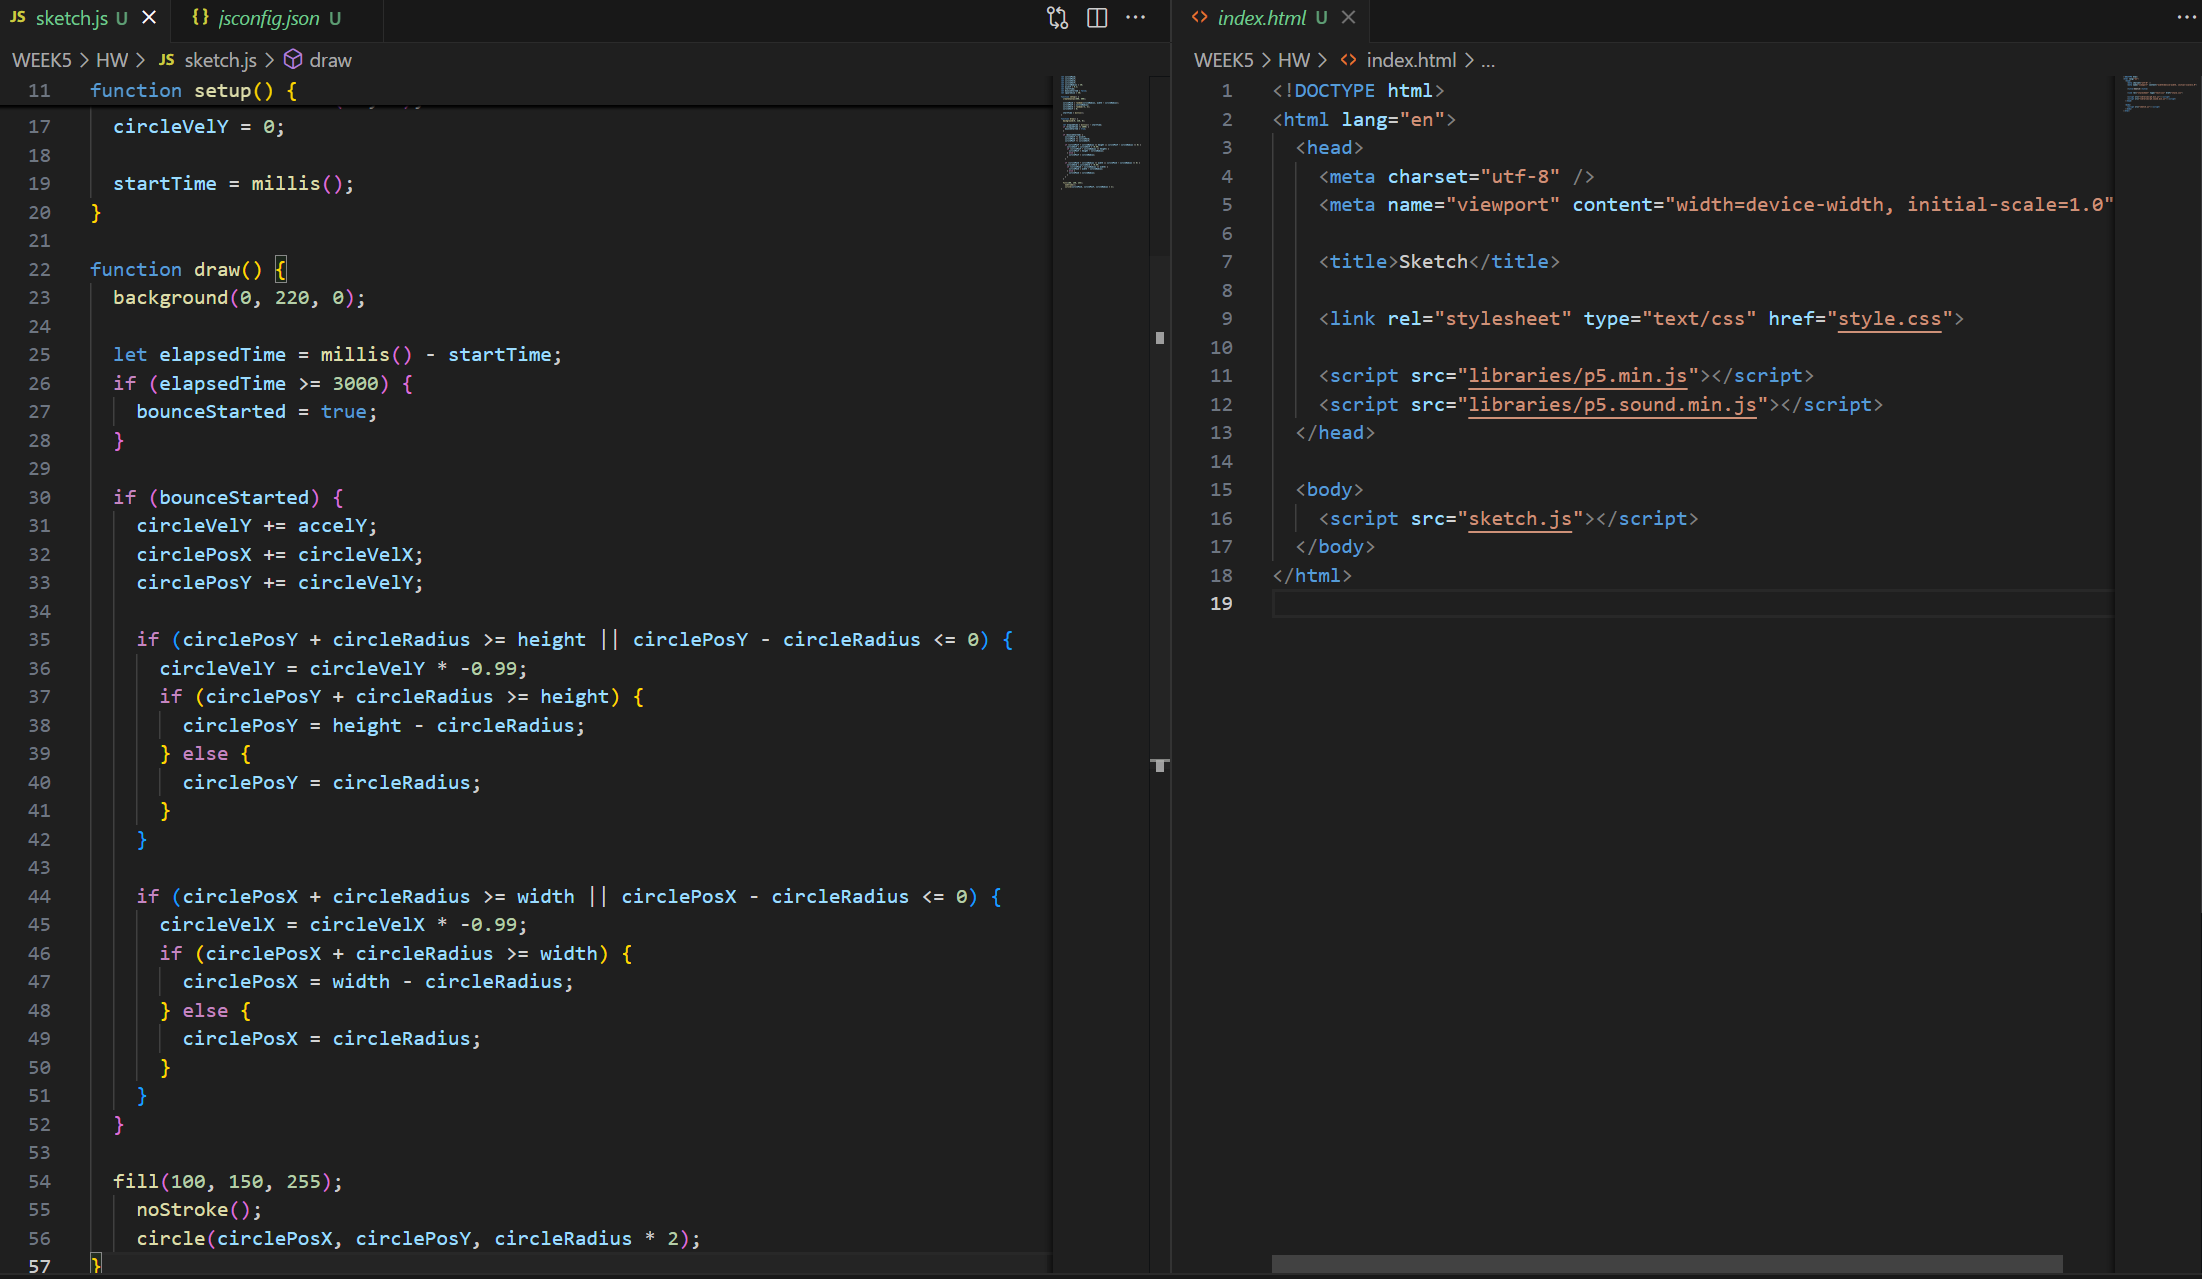 JS sketch.js U
{} jsconfig.json U
WEEK5 > HW > JS sketch.js > draw
11 function setup() {
17 circleVelY = 0;
18
19 startTime = millis();
20 }
21
22 function draw() {
23 background(0, 220, 0);
24
25 let elapsedTime = millis() - startTime;
26 if (elapsedTime >= 3000) {
27 bounceStarted = true;
28 }
29
30 if (bounceStarted) {
31 circleVelY += accelY;
32 circlePosX += circleVelX;
33 circlePosY += circleVelY;
34
35 if (circlePosY + circleRadius >= height || circlePosY - circleRadius <= 0) {
36 circleVelY = circleVelY * -0.99;
37 if (circlePosY + circleRadius >= height) {
38 circlePosY = height - circleRadius;
39 } else {
40 circlePosY = circleRadius;
41 }
42 }
43
44 if (circlePosX + circleRadius >= width || circlePosX - circleRadius <= 0) {
45 circleVelX = circleVelX * -0.99;
46 if (circlePosX + circleRadius >= width) {
47 circlePosX = width - circleRadius;
48 } else {
49 circlePosX = circleRadius;
50 }
51 }
52 }
53
54 fill(100, 150, 255);
55 noStroke();
56 circle(circlePosX, circlePosY, circleRadius * 2);
57 }
<> index.html U
WEEK5 > HW > <> index.html > ...
1 <!DOCTYPE html>
2 <html lang="en">
3 <head>
4 <meta charset="utf-8" />
5 <meta name="viewport" content="width=device-width, initial-scale=1.0"
6
7 <title>Sketch</title>
8
9 <link rel="stylesheet" type="text/css" href="style.css">
10
11 <script src="libraries/p5.min.js"></script>
12 <script src="libraries/p5.sound.min.js"></script>
13 </head>
14
15 <body>
16 <script src="sketch.js"></script>
17 </body>
18 </html>
19